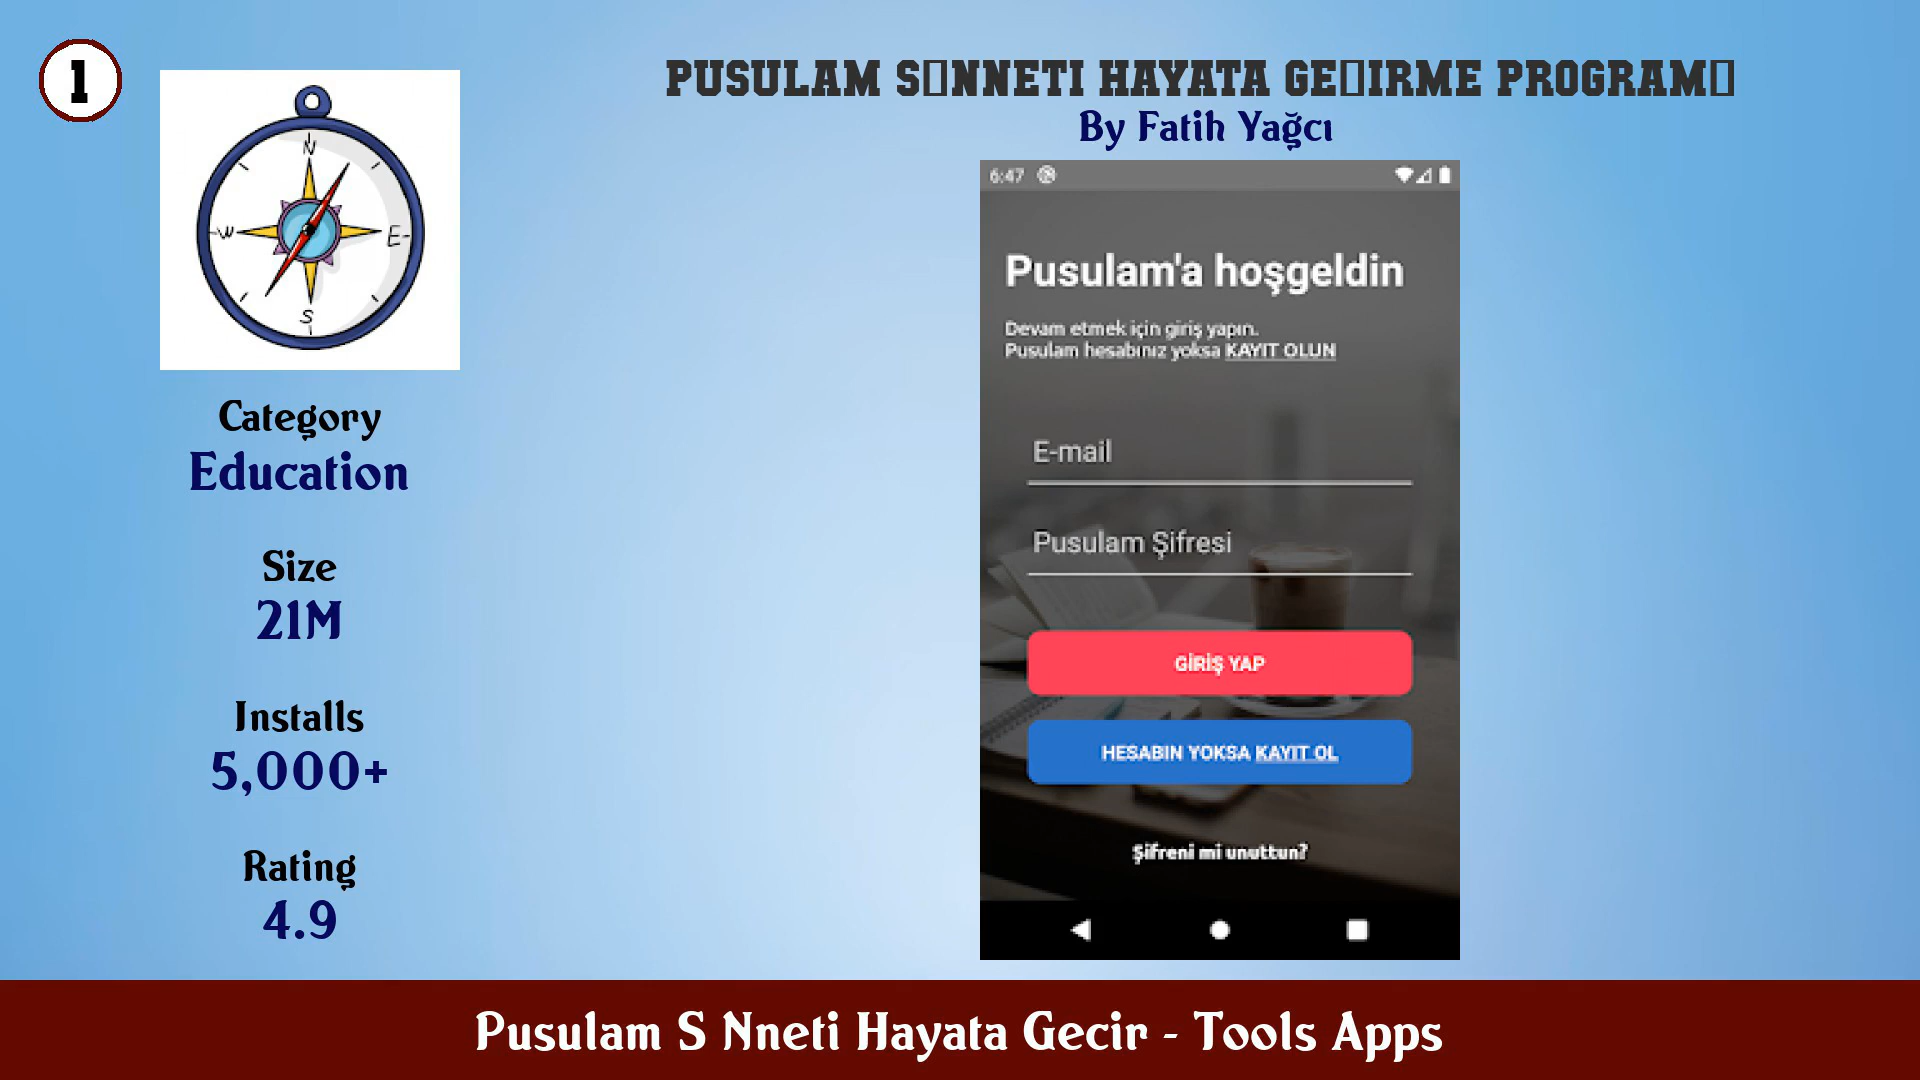 1
PUSULAM S▯NNETI HAYATA GE▯IRME PROGRAM▯
By Fatih Yağcı
N
W
E
S
Category
Education
Size
21M
Installs
5,000+
Rating
4.9
6:47
Pusulam'a hoşgeldin
Devam etmek için giriş yapın.
Pusulam hesabınız yoksa KAYIT OLUN
E-mail
Pusulam Şifresi
GİRİŞ YAP
HESABIN YOKSA KAYIT OL
Şifreni mi unuttun?
Pusulam S Nneti Hayata Gecir - Tools Apps